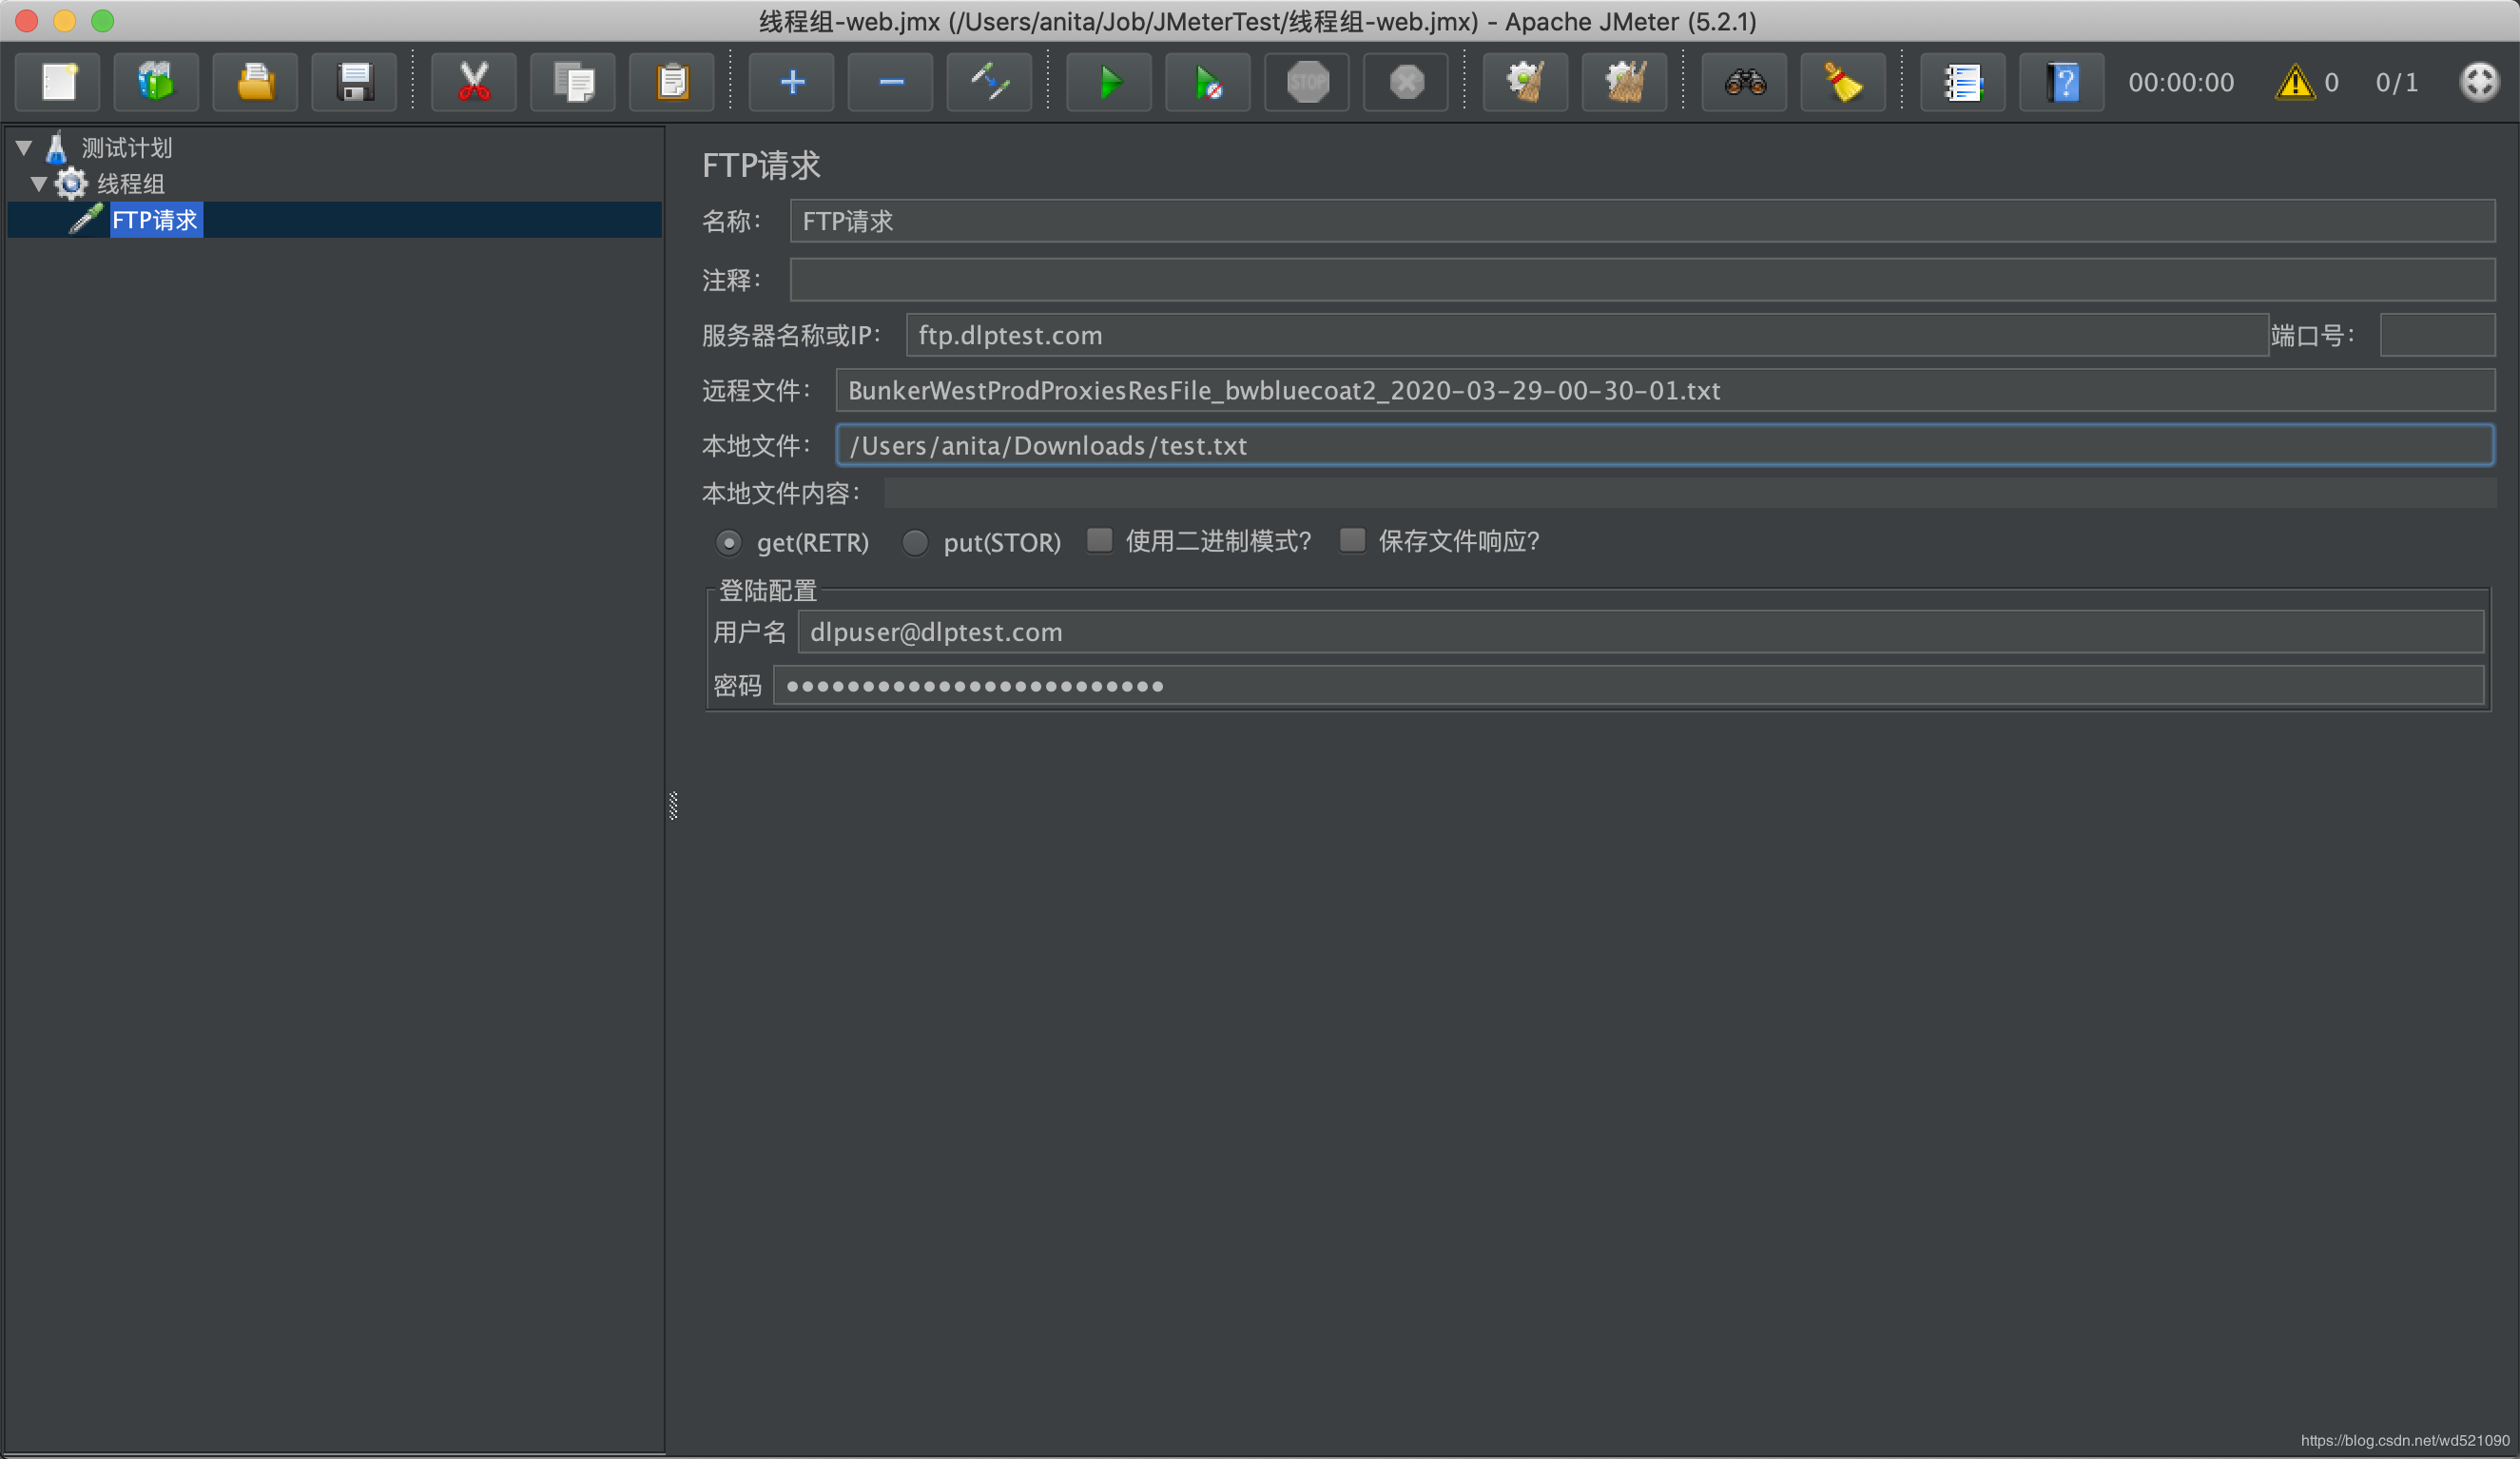 线程组-web.jmx (/Users/anita/Job/JMeterTest/线程组-web.jmx) - Apache JMeter (5.2.1)
STOP
00:00:00 0 0/1
测试计划
线程组
FTP请求
FTP请求
名称： FTP请求
注释：
服务器名称或IP： ftp.dlptest.com 端口号：
远程文件： BunkerWestProdProxiesResFile_bwbluecoat2_2020-03-29-00-30-01.txt
本地文件： /Users/anita/Downloads/test.txt
本地文件内容：
get(RETR) put(STOR) 使用二进制模式？ 保存文件响应？
登陆配置
用户名 dlpuser@dlptest.com
密码 ●●●●●●●●●●●●●●●●●●●●●●●●●
https://blog.csdn.net/wd521090